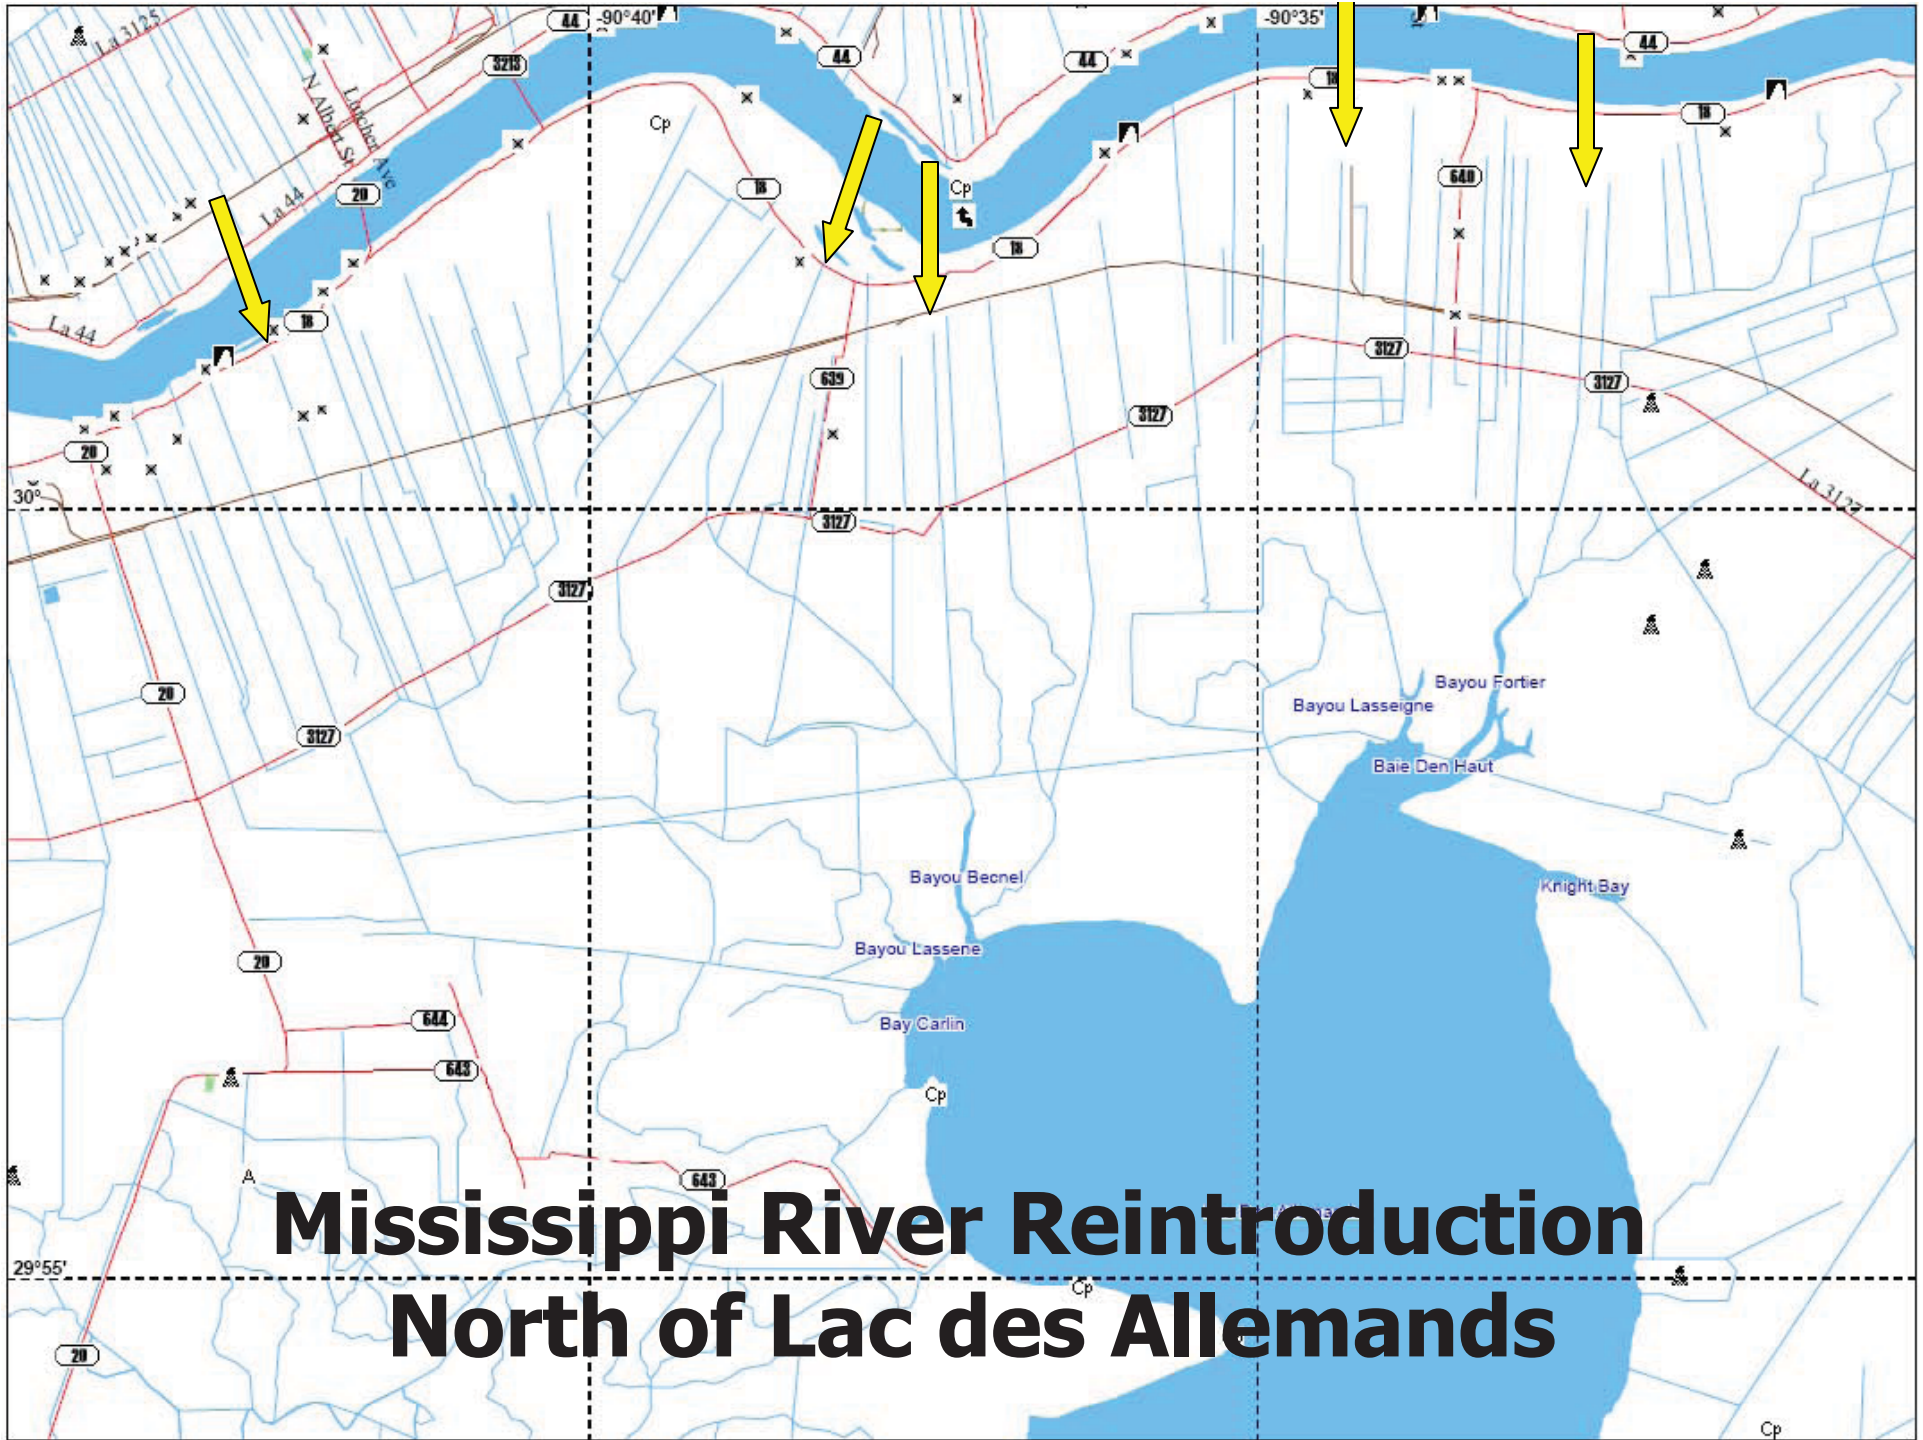 44
-90°40'
-90°35'
La 3125
44
44
44
3213
18
18
N Albert St
Lutcher Ave
Cp
640
20
18
Cp
La 44
18
18
La 44
3127
639
3127
3127
20
30°
La 3127
3127
3127
20
Bayou Fortier
Bayou Lasseigne
3127
Baie Den Haut
Bayou Becnel
Knight Bay
Bayou Lassene
20
644
Bay Carlin
643
Cp
A
643
Mississippi River Reintroduction
29°55'
Cp
North of Lac des Allemands
20
Cp